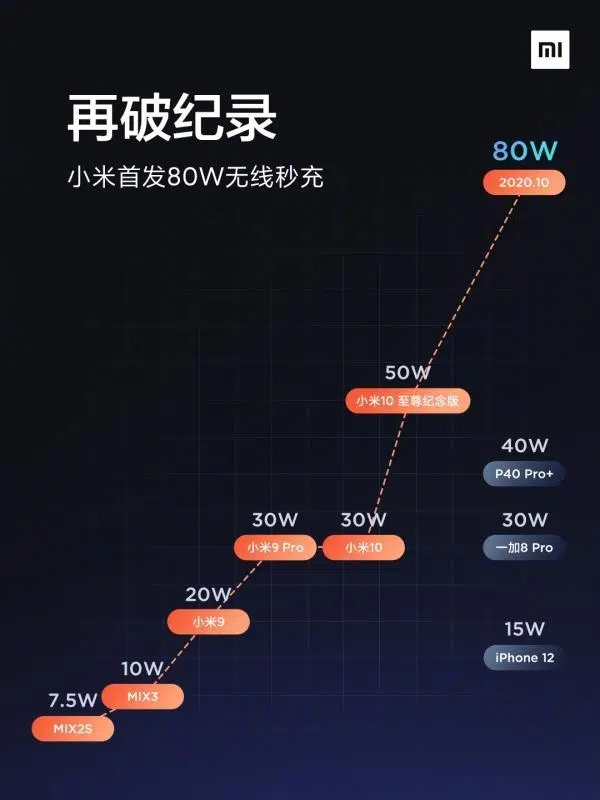 mi
再破纪录
小米首发80W无线秒充
80W
2020.10
50W
小米10 至尊纪念版
40W
P40 Pro+
30W
小米9 Pro
30W
小米10
30W
一加8 Pro
20W
小米9
15W
iPhone 12
10W
MIX3
7.5W
MIX2S